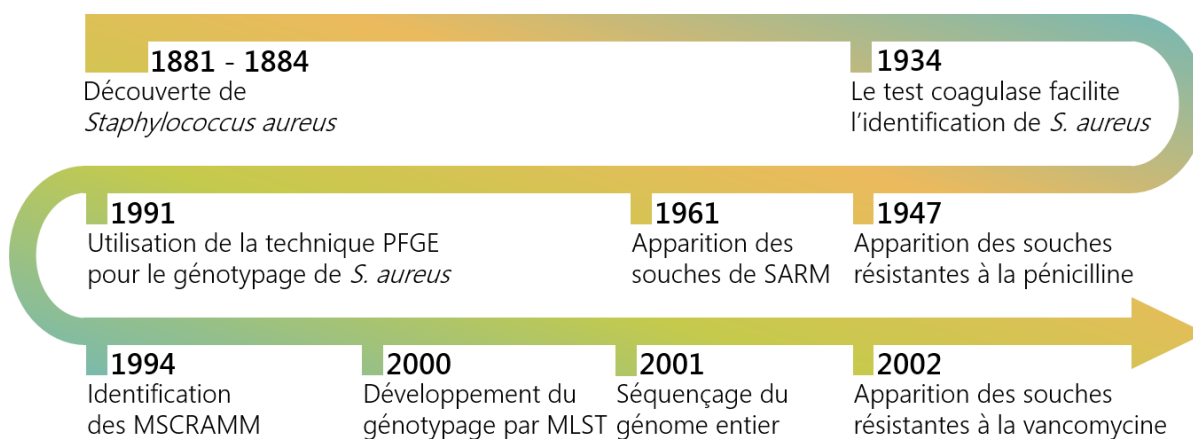 1881 - 1884
Découverte de
Staphylococcus aureus
1934
Le test coagulase facilite
l'identification de S. aureus
1947
Apparition des souches
résistantes à la pénicilline
1961
Apparition des
souches de SARM
1991
Utilisation de la technique PFGE
pour le génotypage de S. aureus
1994
Identification
des MSCRAMM
2000
Développement du
génotypage par MLST
2001
Séquençage du
génome entier
2002
Apparition des souches
résistantes à la vancomycine